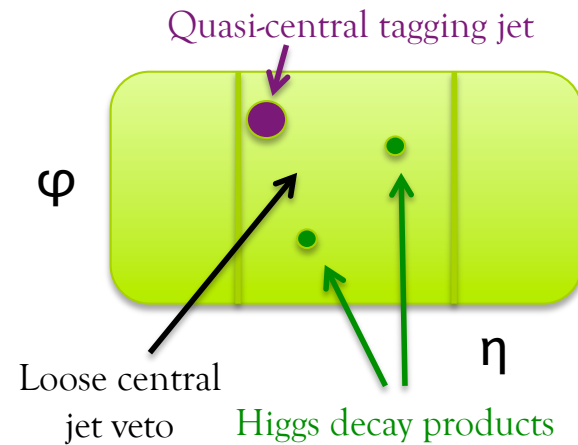 Quasi-central tagging jet
φ
η
Loose central
jet veto
Higgs decay products